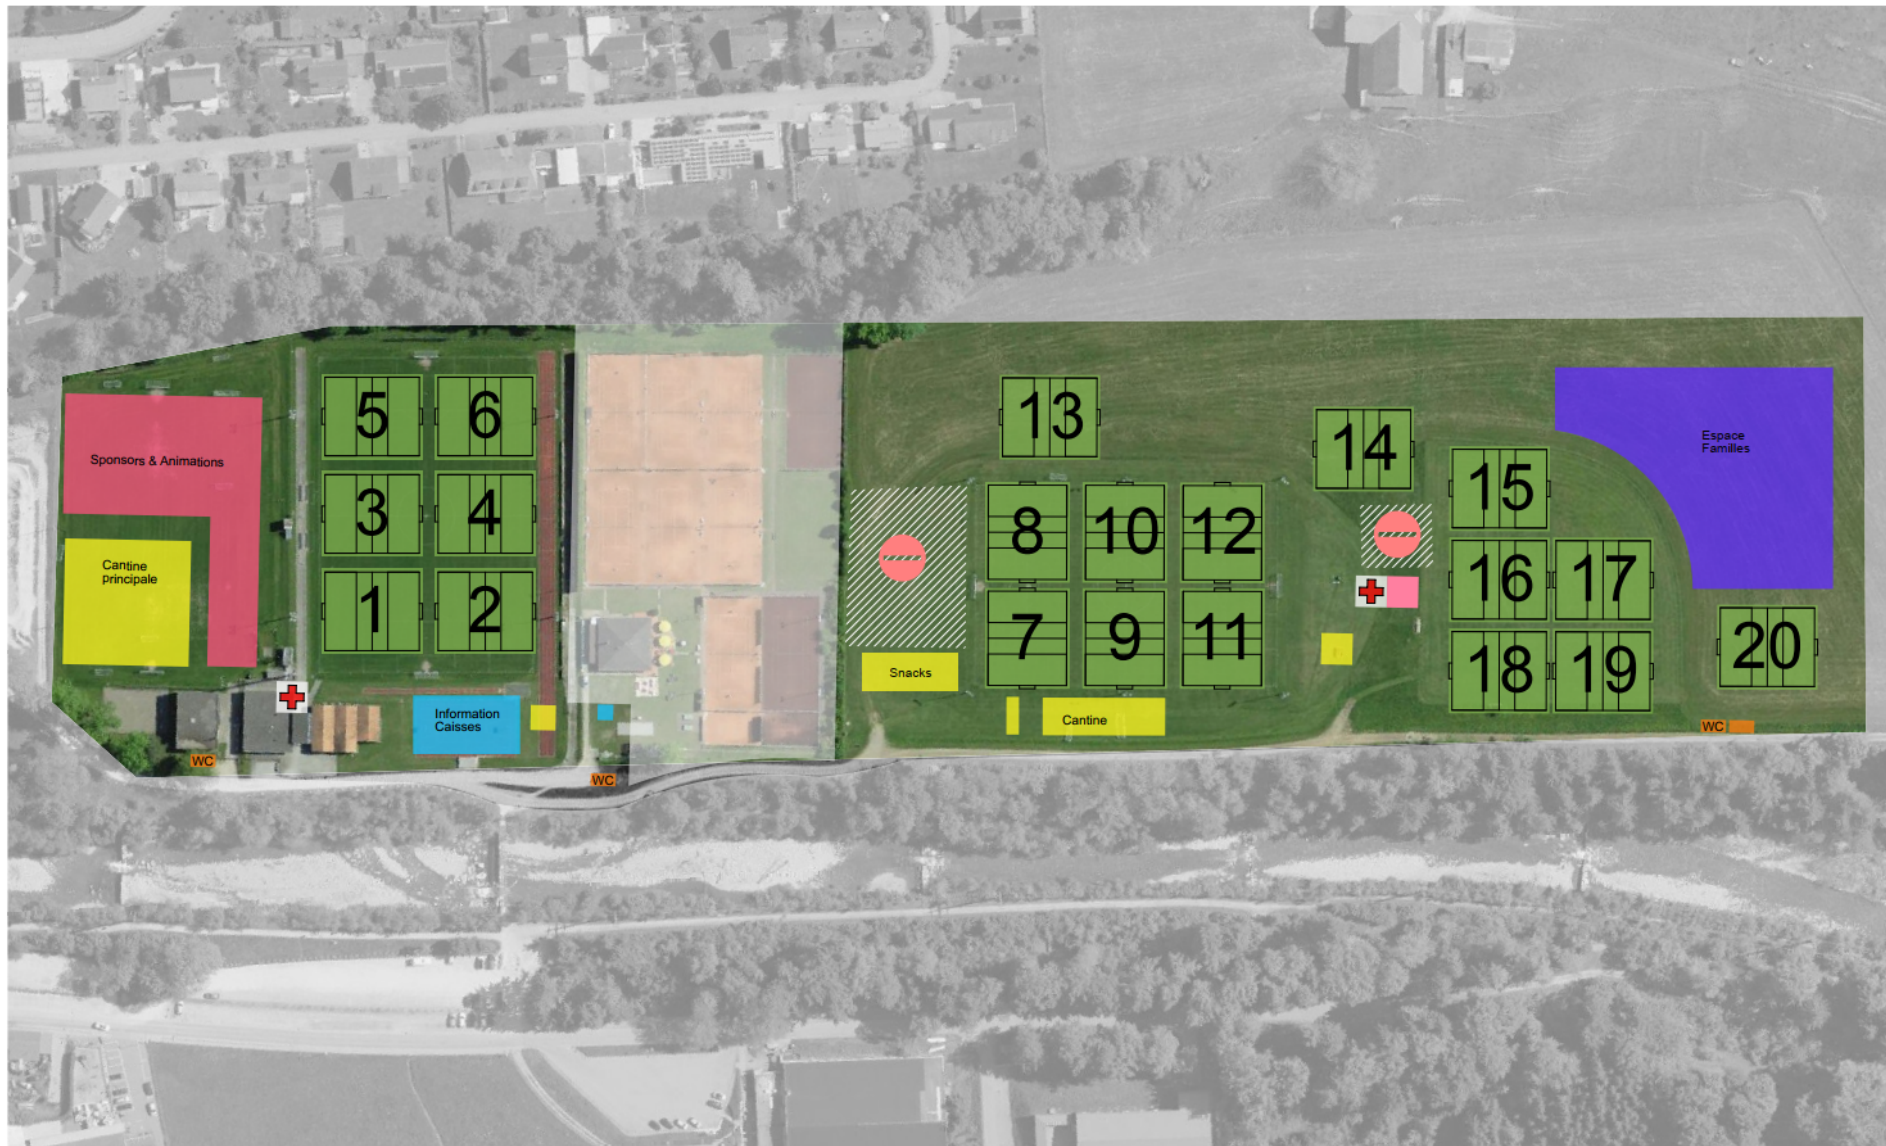 Sponsors & Animations
Cantine
principale
5
6
3
4
1
2
Information
Caisses
WC
WC
13
8
10
12
7
9
11
Snacks
Cantine
14
15
16
17
18
19
20
Espace
Familles
WC